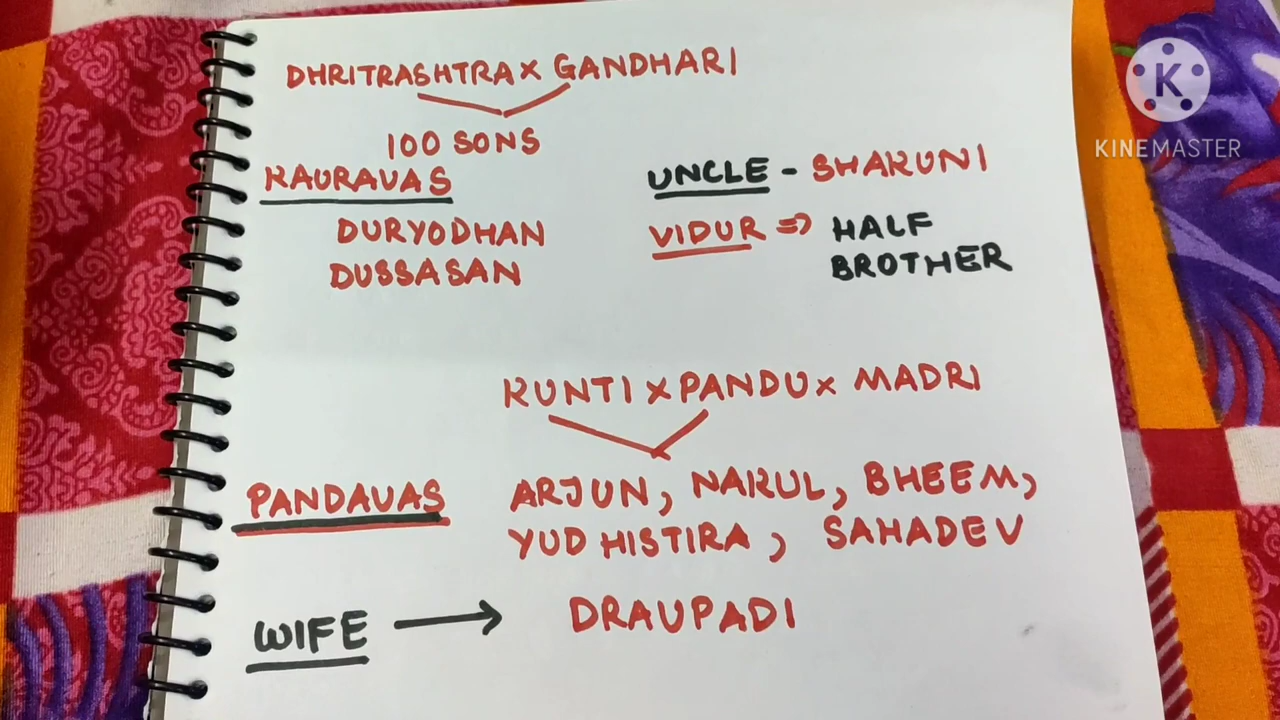 DHRITRASHTRA x GANDHARI
100 SONS
KAURAVAS
DURYODHAN
DUSSASAN
UNCLE - SHAKUNI
VIDUR => HALF
BROTHER
KUNTI x PANDU x MADRI
PANDAVAS
ARJUN, NAKUL, BHEEM,
YUDHISTIRA, SAHADEV
WIFE → DRAUPADI
K
KINEMASTER